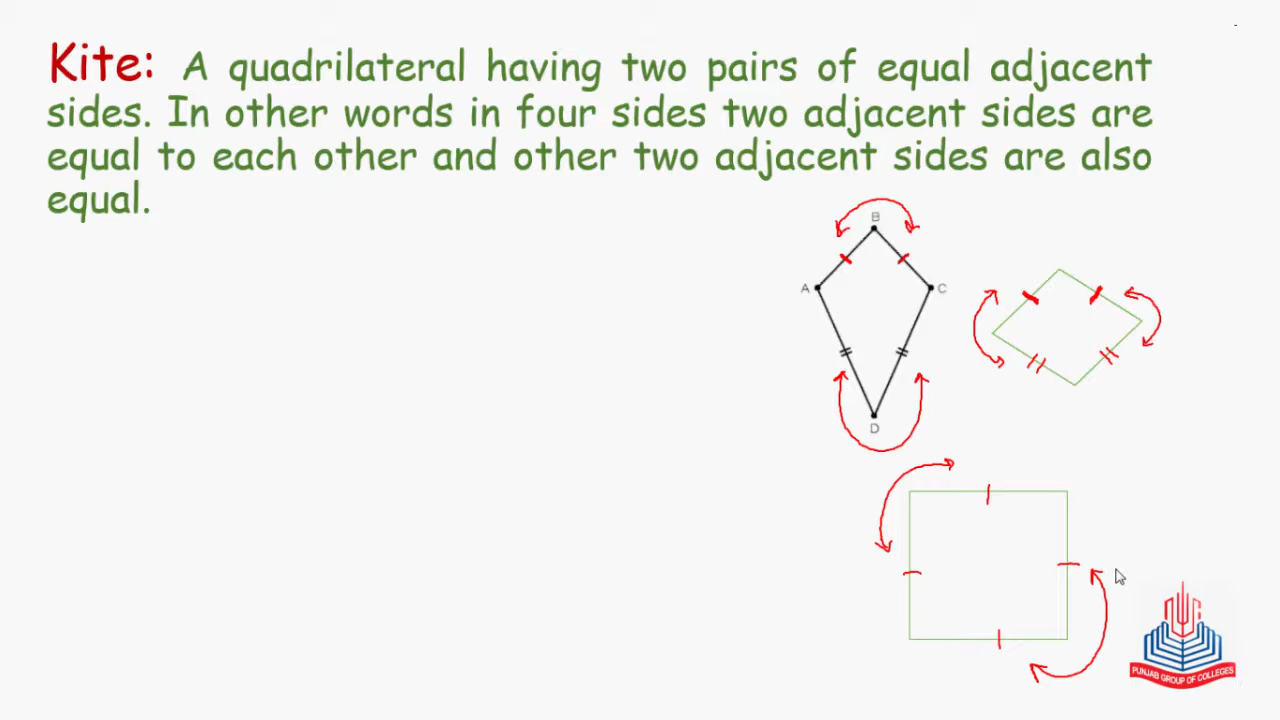 Kite: A quadrilateral having two pairs of equal adjacent
sides. In other words in four sides two adjacent sides are
equal to each other and other two adjacent sides are also
equal.
B
A
C
D
PUNJAB GROUP OF COLLEGES